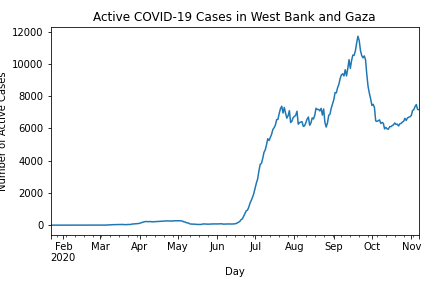 Active COVID-19 Cases in West Bank and Gaza
Number of Active Cases
12000
10000
8000
6000
4000
2000
0
Feb Mar Apr May Jun Jul Aug Sep Oct Nov
2020
Day